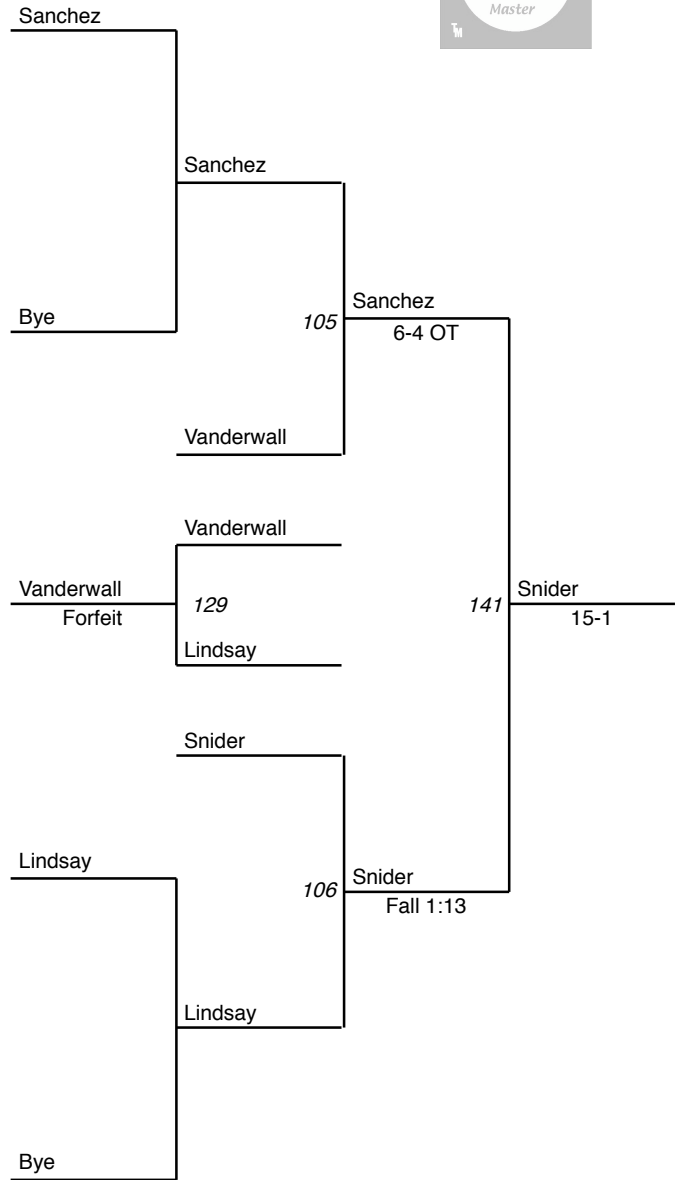 Sanchez
Master
TM
Sanchez
Sanchez
Bye
105
6-4 OT
Vanderwall
Vanderwall
Vanderwall
129
141
Snider
Forfeit
15-1
Lindsay
Snider
Lindsay
106
Snider
Fall 1:13
Lindsay
Bye